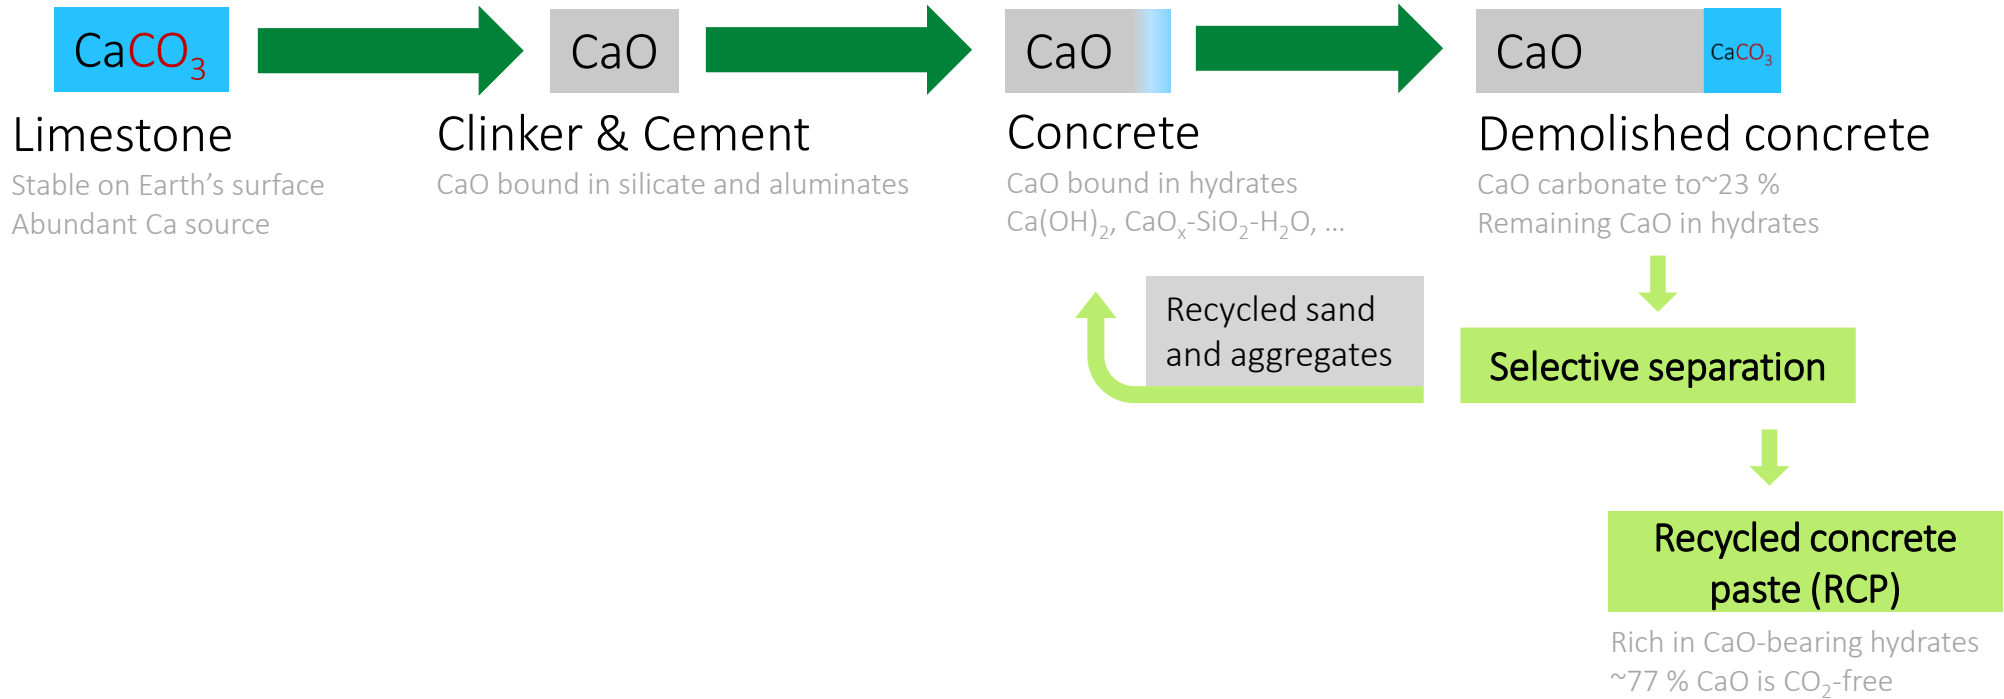 CaCO₃
CaO
CaO
CaO
CaCO₃
Limestone
Stable on Earth’s surface
Abundant Ca source
Clinker & Cement
CaO bound in silicate and aluminates
Concrete
CaO bound in hydrates
Ca(OH)₂, CaOₓ-SiO₂-H₂O, ...
Demolished concrete
CaO carbonate to~23 %
Remaining CaO in hydrates
Recycled sand
and aggregates
Selective separation
Recycled concrete
paste (RCP)
Rich in CaO-bearing hydrates
~77 % CaO is CO₂-free